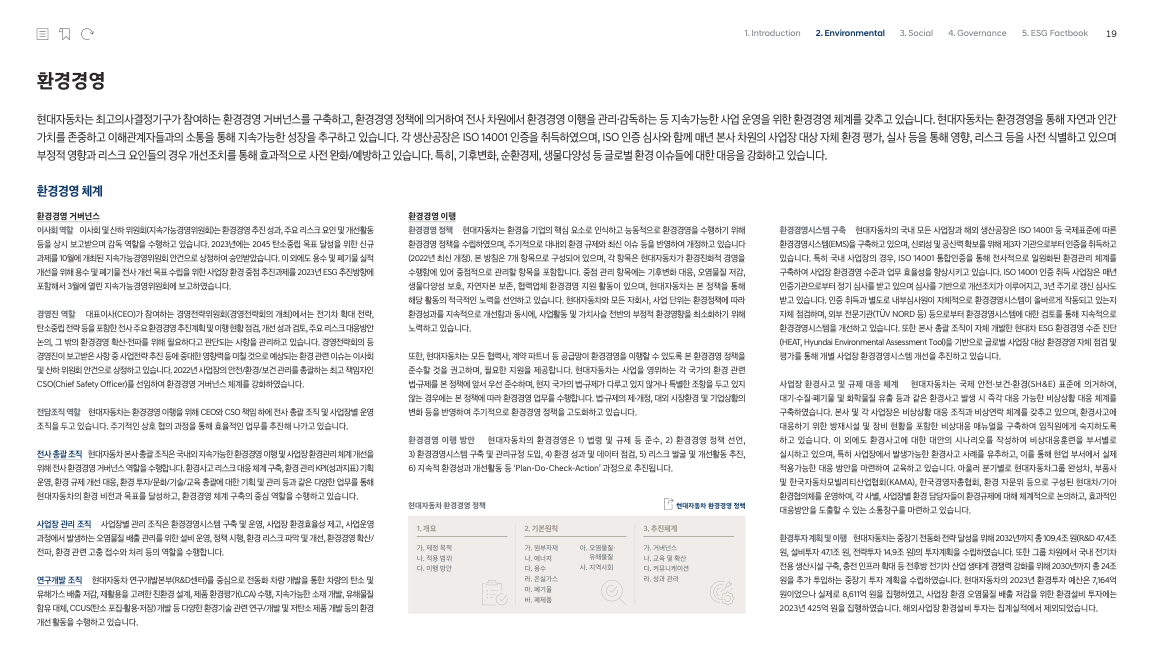 1. Introduction 2. Environmental 3. Social 4. Governance 5. ESG Factbook 19
환경경영
현대자동차는 최고의사결정기구가 참여하는 환경경영 거버넌스를 구축하고, 환경경영 정책에 의거하여 전사 차원에서 환경경영 이행을 관리·감독하는 등 지속가능한 사업 운영을 위한 환경경영 체계를 갖추고 있습니다. 현대자동차는 환경경영을 통해 자연과 인간
가치를 존중하고 이해관계자들과의 소통을 통해 지속가능한 성장을 추구하고 있습니다. 각 생산공장은 ISO 14001 인증을 취득하였으며, ISO 인증 심사와 함께 매년 본사 차원의 사업장 대상 자체 환경 평가, 실사 등을 통해 영향, 리스크 등을 사전 식별하고 있으며
부정적 영향과 리스크 요인들의 경우 개선조치를 통해 효과적으로 사전 완화/예방하고 있습니다. 특히, 기후변화, 순환경제, 생물다양성 등 글로벌 환경 이슈들에 대한 대응을 강화하고 있습니다.
환경경영 체계
환경경영 거버넌스
이사회 역할 이사회 및 산하 위원회(지속가능경영위원회)는 환경경영 추진 성과, 주요 리스크 요인 및 개선활동
등을 상시 보고받으며 감독 역할을 수행하고 있습니다. 2023년에는 2045 탄소중립 목표 달성을 위한 신규
과제를 10월에 개최된 지속가능경영위원회 안건으로 상정하여 승인받았습니다. 이 외에도 용수 및 폐기물 실적
개선을 위해 용수 및 폐기물 전사 개선 목표 수립을 위한 사업장 환경 중점 추진과제를 2023년 ESG 추진방향에
포함해서 3월에 열린 지속가능경영위원회에 보고하였습니다.
경영진 역할 대표이사(CEO)가 참여하는 경영전략위원회(경영전략회의 개최)에서는 전기차 확대 전략,
탄소중립 전략 등을 포함한 전사 주요 환경경영 추진계획 및 이행 현황 점검, 개선 성과 검토, 주요 리스크 대응방안
논의, 그 밖의 환경경영 확산·전파를 위해 필요하다고 판단되는 사항을 관리하고 있습니다. 경영전략회의 등
경영진이 보고받은 사항 중 사업전략 추진 등에 중대한 영향력을 미칠 것으로 예상되는 환경 관련 이슈는 이사회
및 산하 위원회 안건으로 상정하고 있습니다. 2022년 사업장의 안전/환경/보건 관리를 총괄하는 최고 책임자인
CSO(Chief Safety Officer)를 선임하여 환경경영 거버넌스 체계를 강화하였습니다.
전담조직 역할 현대자동차는 환경경영 이행을 위해 CEO와 CSO 책임 하에 전사 총괄 조직 및 사업장별 운영
조직을 두고 있습니다. 주기적인 상호 협의 과정을 통해 효율적인 업무를 추진해 나가고 있습니다.
전사 총괄 조직 현대자동차 본사 총괄 조직은 국내외 지속가능한 환경경영 이행 및 사업장 환경관리 체계 개선을
위해 전사 환경경영 거버넌스 역할을 수행합니다. 환경사고 리스크 대응 체계 구축, 환경 관리 KPI(성과지표) 기획
운영, 환경 규제 개선 대응, 환경 투자/문화/기술/교육 총괄에 대한 기획 및 관리 등과 같은 다양한 업무를 통해
현대자동차의 환경 비전과 목표를 달성하고, 환경경영 체계 구축의 중심 역할을 수행하고 있습니다.
사업장 관리 조직 사업장별 관리 조직은 환경경영시스템 구축 및 운영, 사업장 환경효율성 제고, 사업운영
과정에서 발생하는 오염물질 배출 관리를 위한 설비 운영, 정책 시행, 환경 리스크 파악 및 개선, 환경경영 확산/
전파, 환경 관련 고충 접수와 처리 등의 역할을 수행합니다.
연구개발 조직 현대자동차 연구개발본부(R&D센터)를 중심으로 전동화 차량 개발을 통한 차량의 탄소 및
유해가스 배출 저감, 재활용을 고려한 친환경 설계, 제품 환경평가(LCA) 수행, 지속가능한 소재 개발, 유해물질
함유 대체, CCUS(탄소 포집·활용·저장) 개발 등 다양한 환경기술 관련 연구/개발 및 저탄소 제품 개발 등의 환경
개선 활동을 수행하고 있습니다.
환경경영 이행
환경경영 정책 현대자동차는 환경을 기업의 핵심 요소로 인식하고 능동적으로 환경경영을 수행하기 위해
환경경영 정책을 수립하였으며, 주기적으로 대내외 환경 규제와 최신 이슈 등을 반영하여 개정하고 있습니다
(2022년 최신 개정). 본 방침은 7개 항목으로 구성되어 있으며, 각 항목은 현대자동차가 환경친화적 경영을
수행함에 있어 중점적으로 관리할 항목을 포함합니다. 중점 관리 항목에는 기후변화 대응, 오염물질 저감,
생물다양성 보호, 자연자본 보존, 협력업체 환경경영 지원 활동이 있으며, 현대자동차는 본 정책을 통해
해당 활동의 적극적인 노력을 선언하고 있습니다. 현대자동차와 모든 자회사, 사업 단위는 환경정책에 따라
환경성과를 지속적으로 개선함과 동시에, 사업활동 및 가치사슬 전반의 부정적 환경영향을 최소화하기 위해
노력하고 있습니다.
또한, 현대자동차는 모든 협력사, 계약 파트너 등 공급망이 환경경영을 이행할 수 있도록 본 환경경영 정책을
준수할 것을 권고하며, 필요한 지원을 제공합니다. 현대자동차는 사업을 영위하는 각 국가의 환경 관련
법·규제를 본 정책에 앞서 우선 준수하며, 현지 국가의 법·규제가 다루고 있지 않거나 특별한 조항을 두고 있지
않는 경우에는 본 정책에 따라 환경경영 업무를 수행합니다. 법·규제의 제·개정, 대외 시장환경 및 기업상황의
변화 등을 반영하여 주기적으로 환경경영 정책을 고도화하고 있습니다.
환경경영 이행 방안 현대자동차의 환경경영은 1) 법령 및 규제 등 준수, 2) 환경경영 정책 선언,
3) 환경경영시스템 구축 및 관리규정 도입, 4) 환경 성과 및 데이터 점검, 5) 리스크 발굴 및 개선활동 추진,
6) 지속적 환경성과 개선활동 등 ‘Plan-Do-Check-Action’ 과정으로 추진됩니다.
현대자동차 환경경영 정책 현대자동차 환경경영 정책
1. 개요
가. 제정 목적
나. 적용 범위
다. 이행 방안
2. 기본원칙
가. 원부자재
나. 에너지
다. 용수
라. 온실가스
마. 폐기물
바. 폐제품
아. 오염물질·
유해물질
사. 지역사회
3. 추진체계
가. 거버넌스
나. 교육 및 확산
다. 커뮤니케이션
라. 성과 관리
환경경영시스템 구축 현대자동차의 국내 모든 사업장과 해외 생산공장은 ISO 14001 등 국제표준에 따른
환경경영시스템(EMS)을 구축하고 있으며, 신뢰성 및 공신력 확보를 위해 제3자 기관으로부터 인증을 취득하고
있습니다. 특히 국내 사업장의 경우, ISO 14001 통합인증을 통해 전사적으로 일원화된 환경관리 체계를
구축하여 사업장 환경경영 수준과 업무 효율성을 향상시키고 있습니다. ISO 14001 인증 취득 사업장은 매년
인증기관으로부터 정기 심사를 받고 있으며 심사를 기반으로 개선조치가 이루어지고, 3년 주기로 갱신 심사도
받고 있습니다. 인증 취득과 별도로 내부심사원이 자체적으로 환경경영시스템이 올바르게 작동되고 있는지
자체 점검하며, 외부 전문기관(TÜV NORD 등) 등으로부터 환경경영시스템에 대한 검토를 통해 지속적으로
환경경영시스템을 개선하고 있습니다. 또한 본사 총괄 조직이 자체 개발한 현대차 ESG 환경경영 수준 진단
(HEAT, Hyundai Environmental Assessment Tool)을 기반으로 글로벌 사업장 대상 환경경영 자체 점검 및
평가를 통해 개별 사업장 환경경영시스템 개선을 추진하고 있습니다.
사업장 환경사고 및 규제 대응 체계 현대자동차는 국제 안전·보건·환경(SH&E) 표준에 의거하여,
대기·수질·폐기물 및 화학물질 유출 등과 같은 환경사고 발생 시 즉각 대응 가능한 비상상황 대응 체계를
구축하였습니다. 본사 및 각 사업장은 비상상황 대응 조직과 비상연락 체계를 갖추고 있으며, 환경사고에
대응하기 위한 방재시설 및 장비 현황을 포함한 비상대응 매뉴얼을 구축하여 임직원에게 숙지하도록
하고 있습니다. 이 외에도 환경사고에 대한 대안의 시나리오를 작성하여 비상대응훈련을 부서별로
실시하고 있으며, 특히 사업장에서 발생가능한 환경사고 사례를 유추하고, 이를 통해 현업 부서에서 실제
적용가능한 대응 방안을 마련하여 교육하고 있습니다. 아울러 분기별로 현대자동차그룹 완성차, 부품사
및 한국자동차모빌리티산업협회(KAMA), 한국경영자총협회, 환경 자문위 등으로 구성된 현대차/기아
환경협의체를 운영하여, 각 사별, 사업장별 환경 담당자들이 환경규제에 대해 체계적으로 논의하고, 효과적인
대응방안을 도출할 수 있는 소통창구를 마련하고 있습니다.
환경투자계획 및 이행 현대자동차는 중장기 전동화 전략 달성을 위해 2032년까지 총 109.4조 원(R&D 47.4조
원, 설비투자 47.1조 원, 전략투자 14.9조 원)의 투자계획을 수립하였습니다. 또한 그룹 차원에서 국내 전기차
전용 생산시설 구축, 충전 인프라 확대 등 전후방 전기차 산업 생태계 경쟁력 강화를 위해 2030년까지 총 24조
원을 추가 투입하는 중장기 투자 계획을 수립하였습니다. 현대자동차의 2023년 환경투자 예산은 7,164억
원이었으나 실제로 8,611억 원을 집행하였고, 사업장 환경 오염물질 배출 저감을 위한 환경설비 투자에는
2023년 425억 원을 집행하였습니다. 해외사업장 환경설비 투자는 집계실적에서 제외되었습니다.